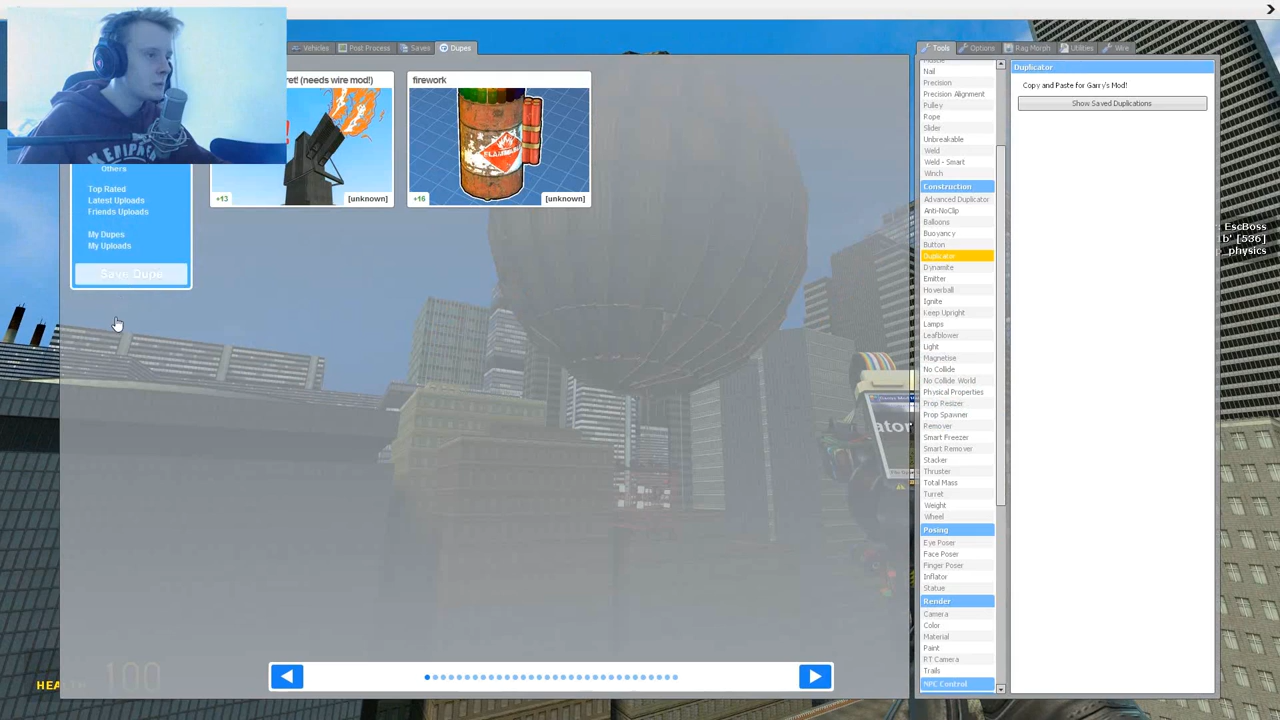 Vehicles
Post Process
Saves
Dupes
Tools
Options
Rag Morph
Utilities
Wire
ret! (needs wire mod!)
firework
+13
[unknown]
+16
[unknown]
Others
Top Rated
Latest Uploads
Friends Uploads
My Dupes
My Uploads
Save Dupe
Nail
Precision
Precision Alignment
Pulley
Rope
Slider
Unbreakable
Weld
Weld - Smart
Winch
Construction
Advanced Duplicator
Anti-NoClip
Balloons
Buoyancy
Button
Duplicator
Dynamite
Emitter
Hoverball
Ignite
Keep Upright
Lamps
Leafblower
Light
Magnetise
No Collide
No Collide World
Physical Properties
Prop Resizer
Prop Spawner
Remover
Smart Freezer
Smart Remover
Stacker
Thruster
Total Mass
Turret
Weight
Wheel
Posing
Eye Poser
Face Poser
Finger Poser
Inflator
Statue
Render
Camera
Color
Material
Paint
RT Camera
Trails
NPC Control
Duplicator
Copy and Paste for Garry's Mod!
Show Saved Duplications
EscBoss
b' [536]
physics
ator
HEALTH
100